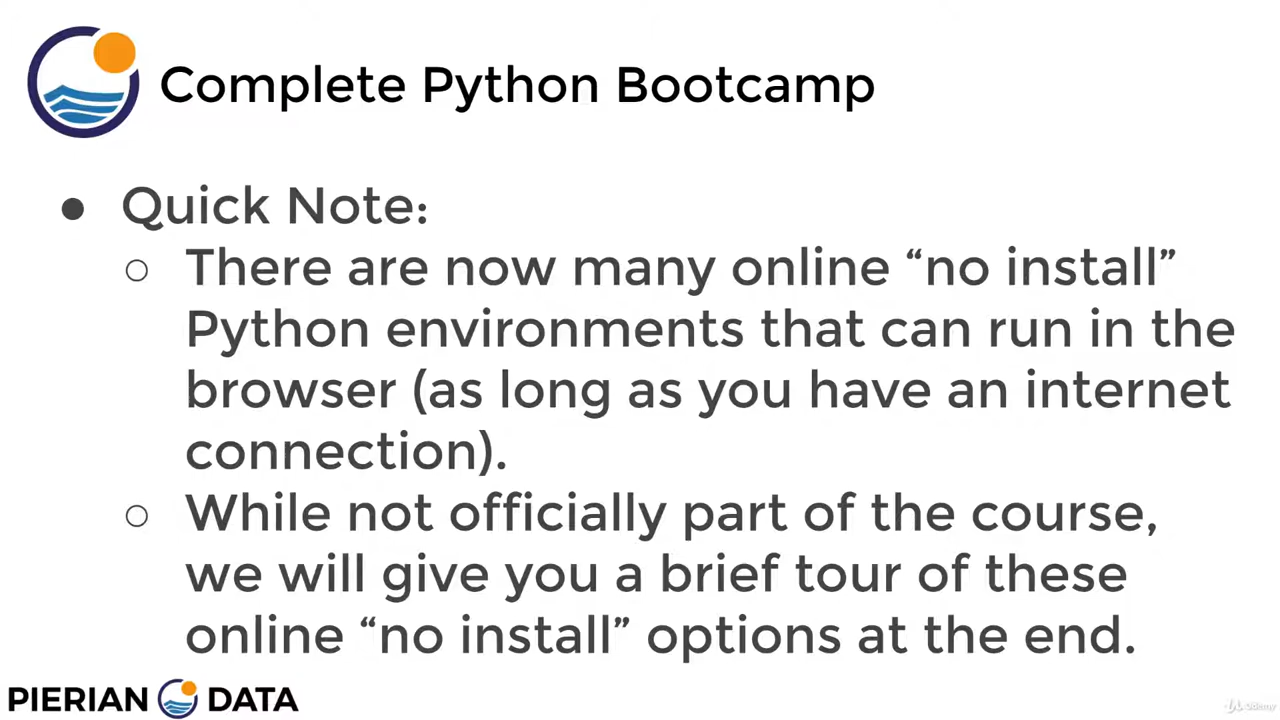 Complete Python Bootcamp
● Quick Note:
○ There are now many online “no install”
Python environments that can run in the
browser (as long as you have an internet
connection).
○ While not officially part of the course,
we will give you a brief tour of these
online “no install” options at the end.
PIERIAN DATA
Udemy